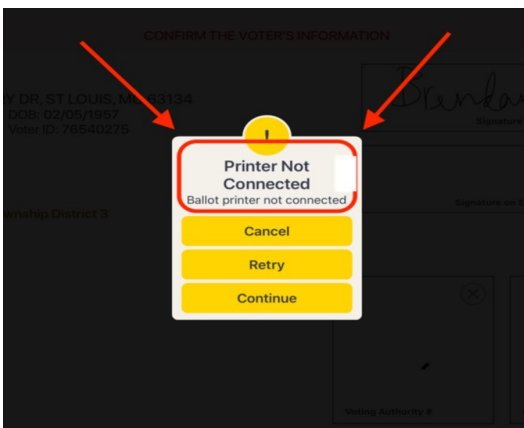 CONFIRM THE VOTER'S INFORMATION
DR, ST LOUIS, MO 63134
DOB: 02/05/1957
Voter ID: 76540275
Signature
!
Printer Not
Connected
Ballot printer not connected
Signature on
District 3
Cancel
Retry
Continue
Voting Authority #